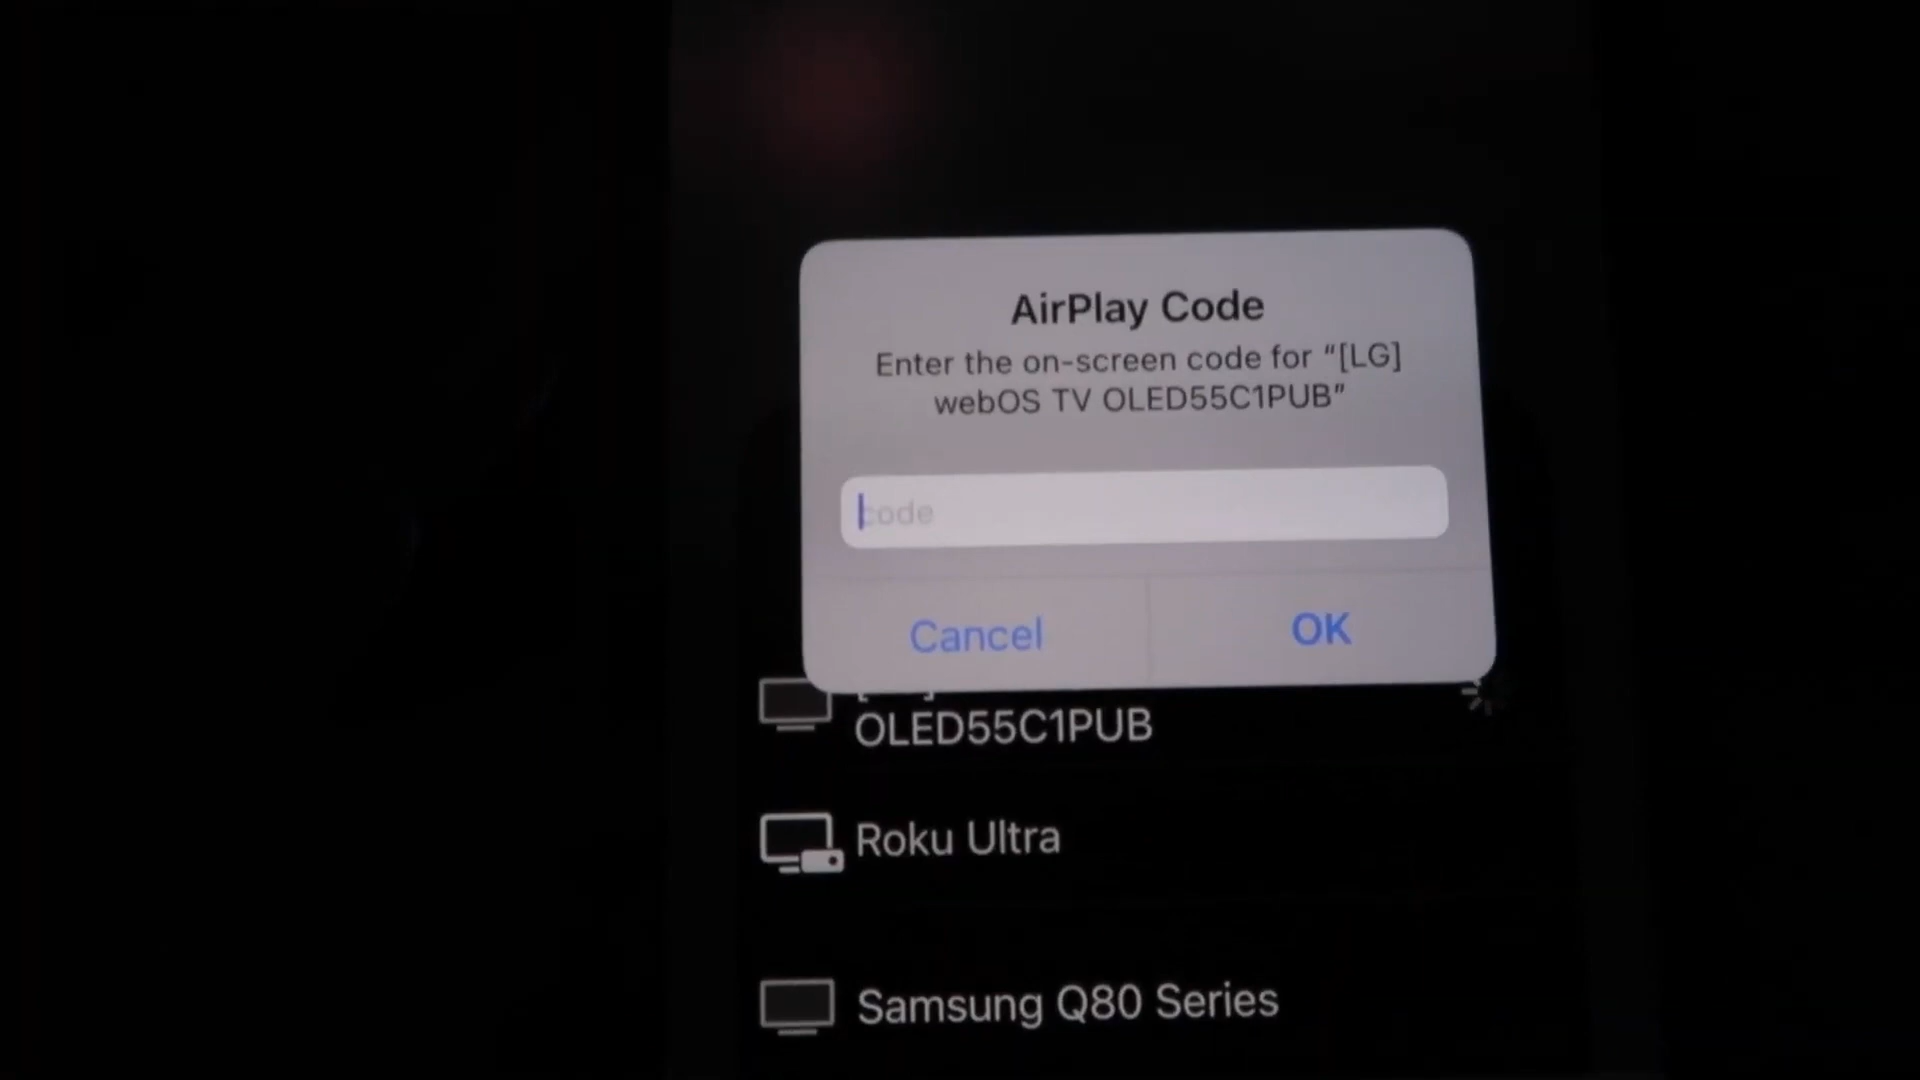 AirPlay Code
Enter the on-screen code for “[LG]
webOS TV OLED55C1PUB”
code
Cancel
OK
OLED55C1PUB
Roku Ultra
Samsung Q80 Series